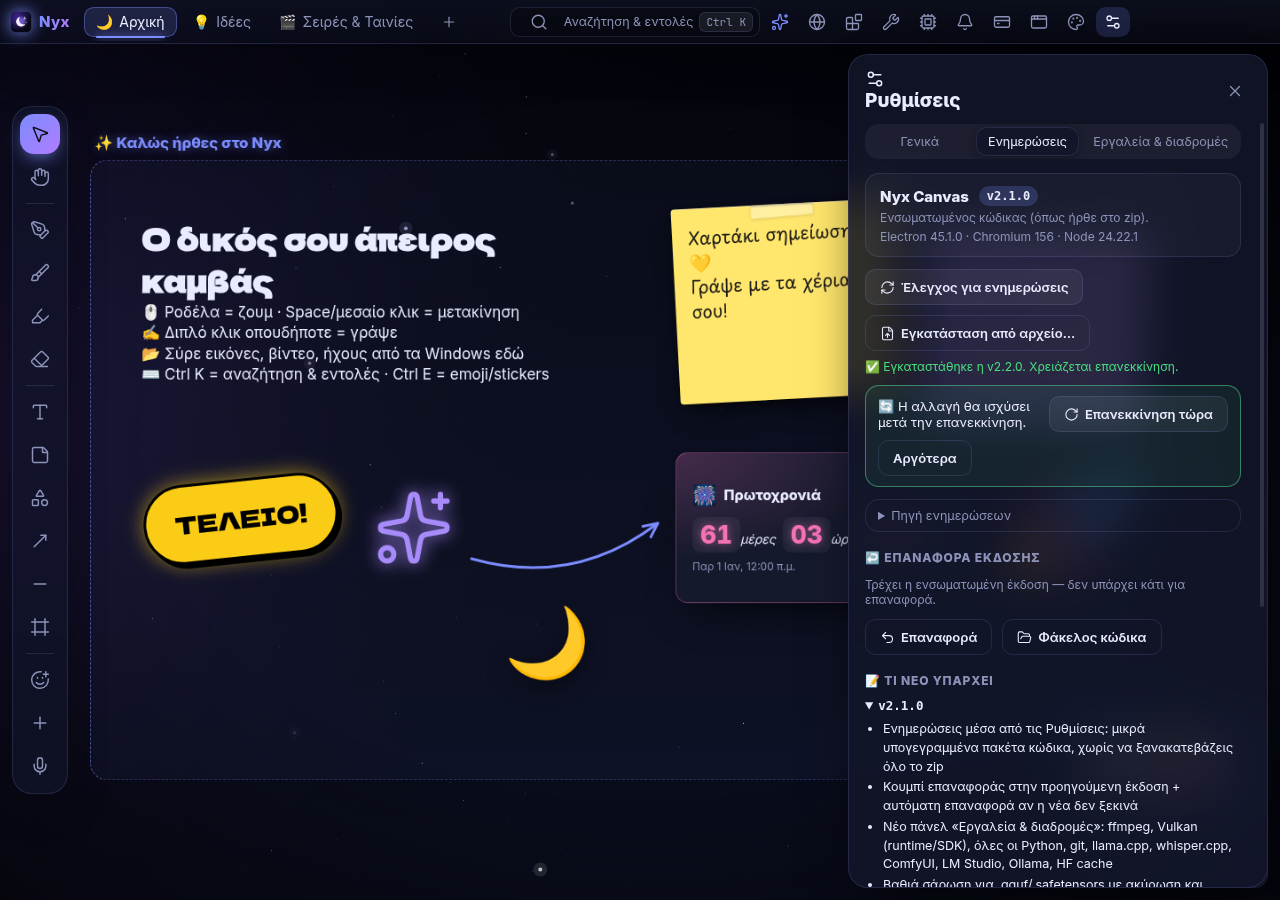 Nyx
🌙 Αρχική
💡 Ιδέες
🎬 Σειρές & Ταινίες
Αναζήτηση & εντολές
Ctrl K
✨ Καλώς ήρθες στο Nyx
Ο δικός σου άπειρος
καμβάς
🖱️ Ροδέλα = ζουμ · Space/μεσαίο κλικ = μετακίνηση
✍️ Διπλό κλικ οπουδήποτε = γράψε
📂 Σύρε εικόνες, βίντεο, ήχους από τα Windows εδώ
⌨️ Ctrl K = αναζήτηση & εντολές · Ctrl E = emoji/stickers
Χαρτάκι σημείωση
💛
Γράψε με τα χέρια
σου!
ΤΕΛΕΙΟ!
🎆 Πρωτοχρονιά
61 μέρες 03 ώρ
Παρ 1 Ιαν, 12:00 π.μ.
Ρυθμίσεις
Γενικά
Ενημερώσεις
Εργαλεία & διαδρομές
Nyx Canvas v2.1.0
Ενσωματωμένος κώδικας (όπως ήρθε στο zip).
Electron 45.1.0 · Chromium 156 · Node 24.22.1
Έλεγχος για ενημερώσεις
Εγκατάσταση από αρχείο…
✅ Εγκαταστάθηκε η v2.2.0. Χρειάζεται επανεκκίνηση.
🔄 Η αλλαγή θα ισχύσει
μετά την επανεκκίνηση.
Επανεκκίνηση τώρα
Αργότερα
▶ Πηγή ενημερώσεων
↩️ ΕΠΑΝΑΦΟΡΑ ΕΚΔΟΣΗΣ
Τρέχει η ενσωματωμένη έκδοση — δεν υπάρχει κάτι για
επαναφορά.
Επαναφορά
Φάκελος κώδικα
📝 ΤΙ ΝΕΟ ΥΠΑΡΧΕΙ
▼ v2.1.0
• Ενημερώσεις μέσα από τις Ρυθμίσεις: μικρά
υπογεγραμμένα πακέτα κώδικα, χωρίς να ξανακατεβάζεις
όλο το zip
• Κουμπί επαναφοράς στην προηγούμενη έκδοση +
αυτόματη επαναφορά αν η νέα δεν ξεκινά
• Νέο πάνελ «Εργαλεία & διαδρομές»: ffmpeg, Vulkan
(runtime/SDK), όλες οι Python, git, llama.cpp, whisper.cpp,
ComfyUI, LM Studio, Ollama, HF cache
• Βαθιά σάρωση για .gguf/.safetensors με ακύρωση και